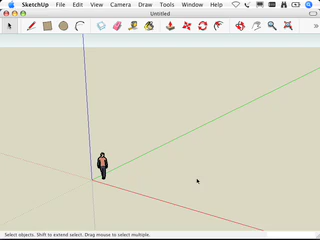 SketchUp File Edit View Camera Draw Tools Window Help
Untitled
Select objects. Shift to extend select. Drag mouse to select multiple.